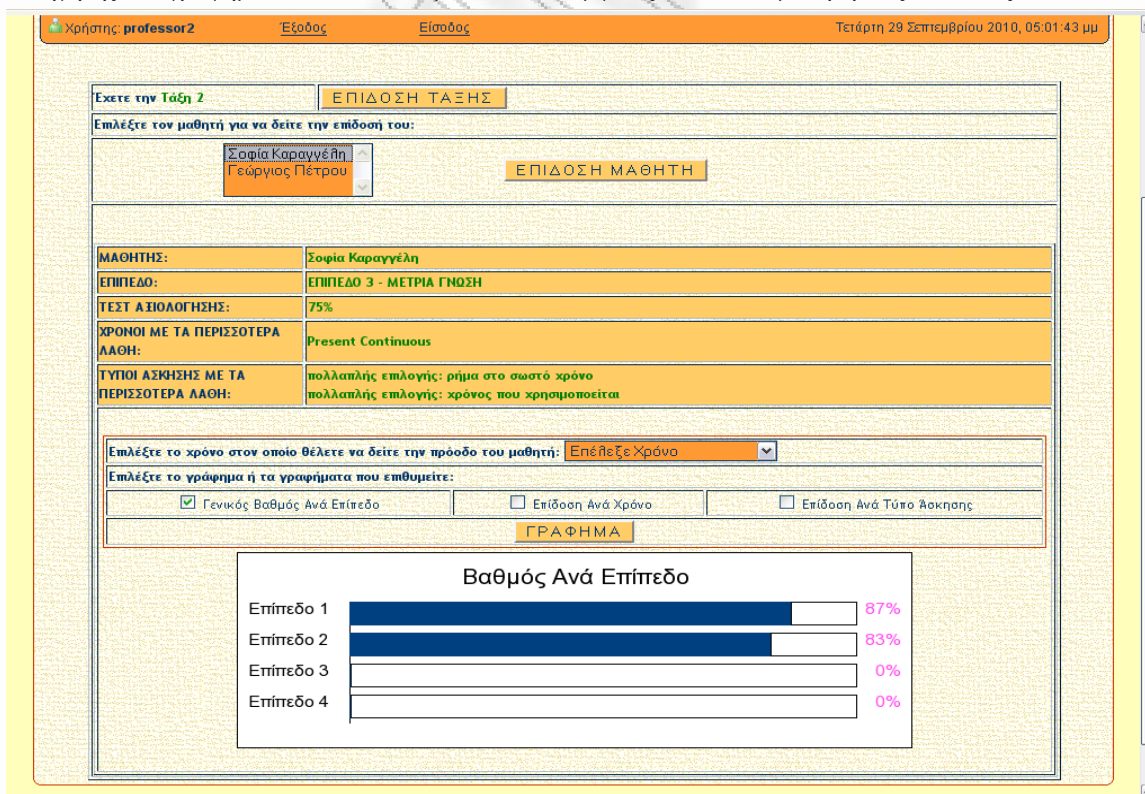 Χρήστης: professor2 Έξοδος Είσοδος Τετάρτη 29 Σεπτεμβρίου 2010, 05:01:43 μμ
Έχετε την Τάξη 2 ΕΠΙΔΟΣΗ ΤΑΞΗΣ
Επιλέξτε τον μαθητή για να δείτε την επίδοσή του:
Σοφία Καραγγέλη
Γεώργιος Πέτρου
ΕΠΙΔΟΣΗ ΜΑΘΗΤΗ
ΜΑΘΗΤΗΣ: Σοφία Καραγγέλη
ΕΠΙΠΕΔΟ: ΕΠΙΠΕΔΟ 3 - ΜΕΤΡΙΑ ΓΝΩΣΗ
ΤΕΣΤ ΑΞΙΟΛΟΓΗΣΗΣ: 75%
ΧΡΟΝΟΙ ΜΕ ΤΑ ΠΕΡΙΣΣΟΤΕΡΑ
ΛΑΘΗ:
Present Continuous
ΤΥΠΟΙ ΑΣΚΗΣΗΣ ΜΕ ΤΑ
ΠΕΡΙΣΣΟΤΕΡΑ ΛΑΘΗ:
πολλαπλής επιλογής: ρήμα στο σωστό χρόνο
πολλαπλής επιλογής: χρόνος που χρησιμοποείται
Επιλέξτε το χρόνο στον οποίο θέλετε να δείτε την πρόοδο του μαθητή: Επέλεξε Χρόνο
Επιλέξτε το γράφημα ή τα γραφήματα που επιθυμείτε:
Γενικός Βαθμός Ανά Επίπεδο Επίδοση Ανά Χρόνο Επίδοση Ανά Τύπο Άσκησης
ΓΡΑΦΗΜΑ
Βαθμός Ανά Επίπεδο
Επίπεδο 1 87%
Επίπεδο 2 83%
Επίπεδο 3 0%
Επίπεδο 4 0%